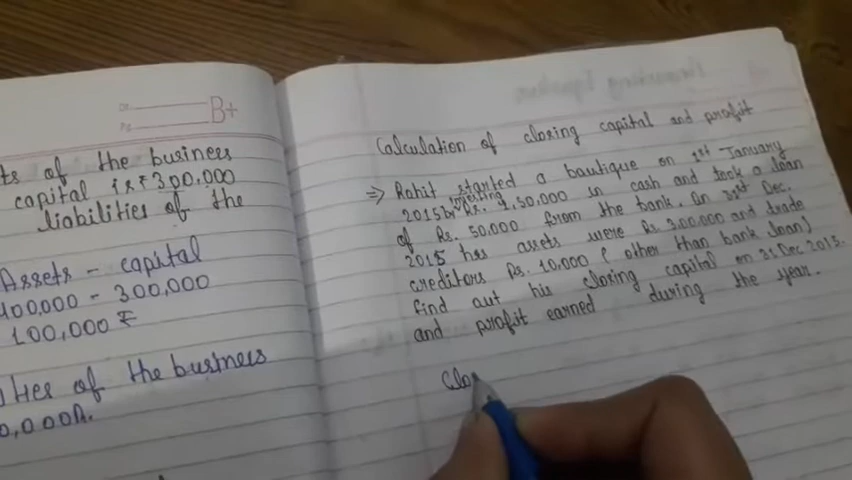 B+
ts of the business
capital is ₹300.000
liabilities of the
Assets - capital
400,000 - 300,000
100,000 ₹
of the business
0,000
Calculation of closing capital and profit
⇒ Rohit started a boutique on 1st January
2015 by investing Rs. 1,50,000 in cash and took a loan
of Rs. 50,000 from the bank. On 31st Dec.
2015 his assets were Rs 3,00,000 and trade
creditors Rs. 10,000 ( other than bank loan)
find out his closing capital on 31 Dec 2015.
and profit earned during the year.
Clo